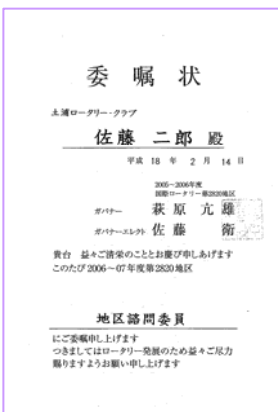 委嘱状
土浦ロータリー・クラブ
佐藤 二郎 殿
平成 18 年 2 月 14 日
2005～2006年度
国際ロータリー第2820地区
ガバナー 萩原 亢雄
ガバナーエレクト 佐藤 衛
貴台 益々ご清栄のこととお慶び申しあげます
このたび2006～07年度第2820地区
地区諮問委員
にご委嘱申し上げます
つきましてはロータリー発展のため益々ご尽力
賜りますようお願い申し上げます